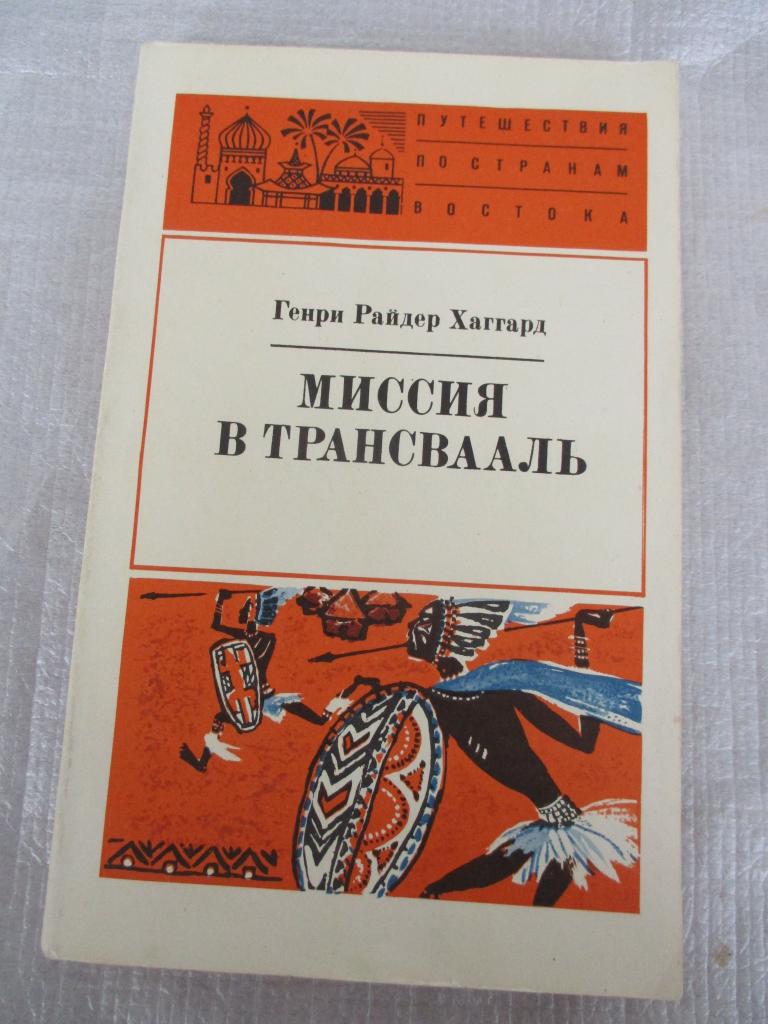 ПУТЕШЕСТВИЯ
ПО СТРАНАМ
ВОСТОКА
Генри Райдер Хаггард
МИССИЯ
В ТРАНСВААЛЬ